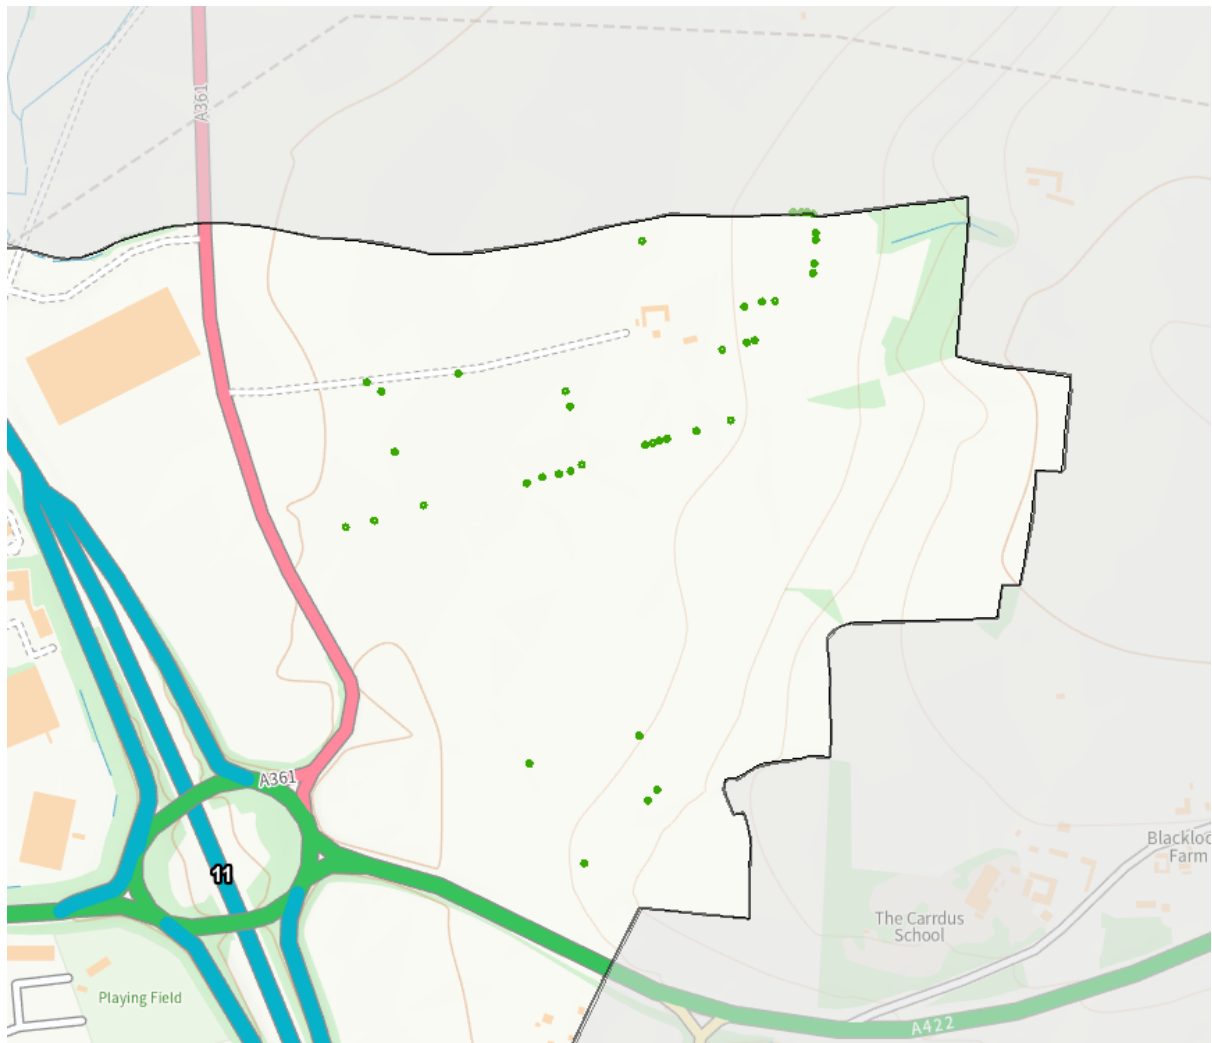 A361
A361
11
Blackloc
Farm
The Carrdus
School
Playing Field
A422